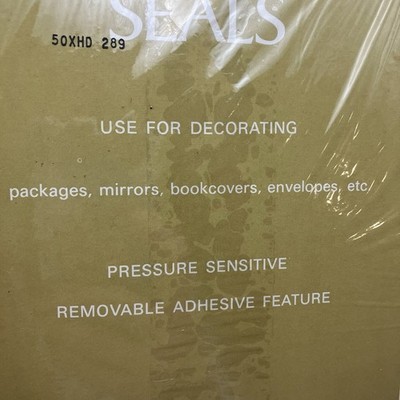 SEALS
50XHD 289
USE FOR DECORATING
packages, mirrors, bookcovers, envelopes, etc.
PRESSURE SENSITIVE
REMOVABLE ADHESIVE FEATURE